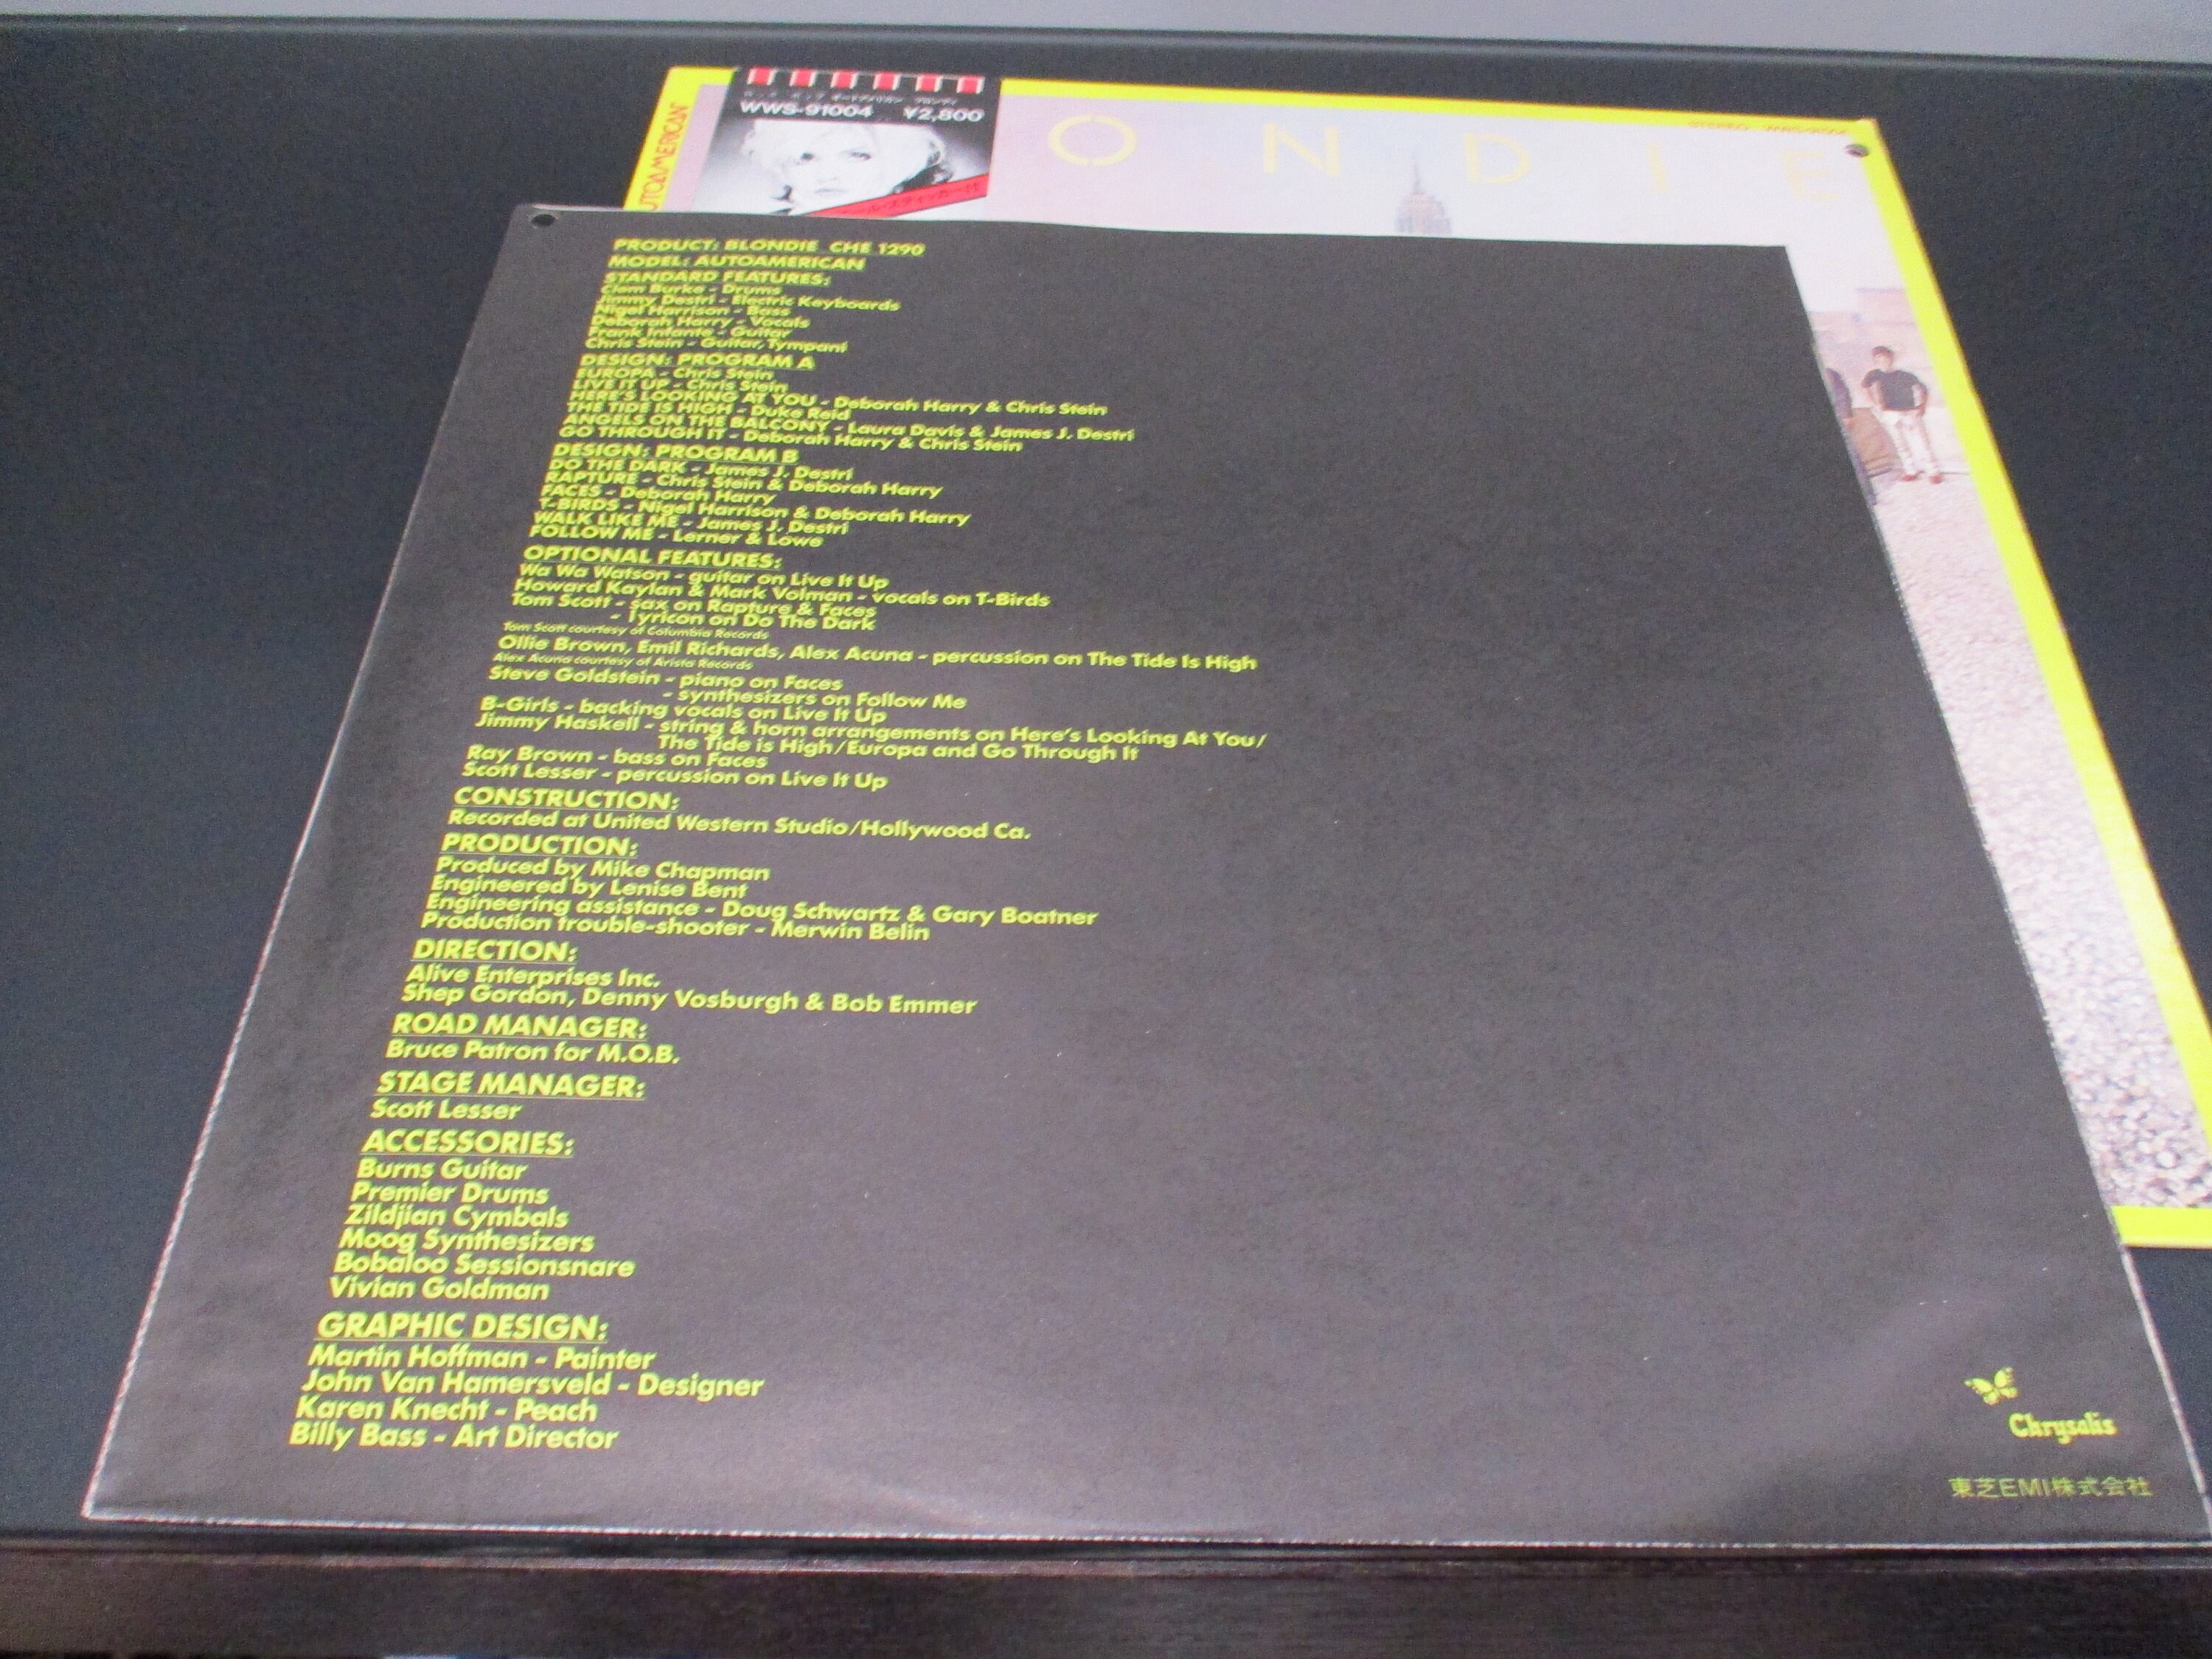 AUTOAMERICAN
WWS-91004 ¥2,800
O N D I E
PRODUCT: BLONDIE CHE 1290
MODEL: AUTOAMERICAN
STANDARD FEATURES:
Clem Burke - Drums
Jimmy Destri - Electric Keyboards
Nigel Harrison - Bass
Deborah Harry - Vocals
Frank Infante - Guitar
Chris Stein - Guitar, Tympani
DESIGN: PROGRAM A
EUROPA - Chris Stein
LIVE IT UP - Chris Stein
HERE'S LOOKING AT YOU - Deborah Harry & Chris Stein
THE TIDE IS HIGH - Duke Reid
ANGELS ON THE BALCONY - Laura Davis & James J. Destri
GO THROUGH IT - Deborah Harry & Chris Stein
DESIGN: PROGRAM B
DO THE DARK - James J. Destri
RAPTURE - Chris Stein & Deborah Harry
FACES - Deborah Harry
T-BIRDS - Nigel Harrison & Deborah Harry
WALK LIKE ME - James J. Destri
FOLLOW ME - Lerner & Lowe
OPTIONAL FEATURES:
Wa Wa Watson - guitar on Live It Up
Howard Kaylan & Mark Volman - vocals on T-Birds
Tom Scott - sax on Rapture & Faces
- Lyricon on Do The Dark
Tom Scott courtesy of Columbia Records
Ollie Brown, Emil Richards, Alex Acuna - percussion on The Tide Is High
Alex Acuna courtesy of Arista Records
Steve Goldstein - piano on Faces
- synthesizers on Follow Me
B-Girls - backing vocals on Live It Up
Jimmy Haskell - string & horn arrangements on Here's Looking At You/
The Tide is High/Europa and Go Through It
Ray Brown - bass on Faces
Scott Lesser - percussion on Live It Up
CONSTRUCTION:
Recorded at United Western Studio/Hollywood Ca.
PRODUCTION:
Produced by Mike Chapman
Engineered by Lenise Bent
Engineering assistance - Doug Schwartz & Gary Boatner
Production trouble-shooter - Merwin Belin
DIRECTION:
Alive Enterprises Inc.
Shep Gordon, Denny Vosburgh & Bob Emmer
ROAD MANAGER:
Bruce Patron for M.O.B.
STAGE MANAGER:
Scott Lesser
ACCESSORIES:
Burns Guitar
Premier Drums
Zildjian Cymbals
Moog Synthesizers
Bobaloo Sessionsnare
Vivian Goldman
GRAPHIC DESIGN:
Martin Hoffman - Painter
John Van Hamersveld - Designer
Karen Knecht - Peach
Billy Bass - Art Director
Chrysalis
東芝EMI株式会社